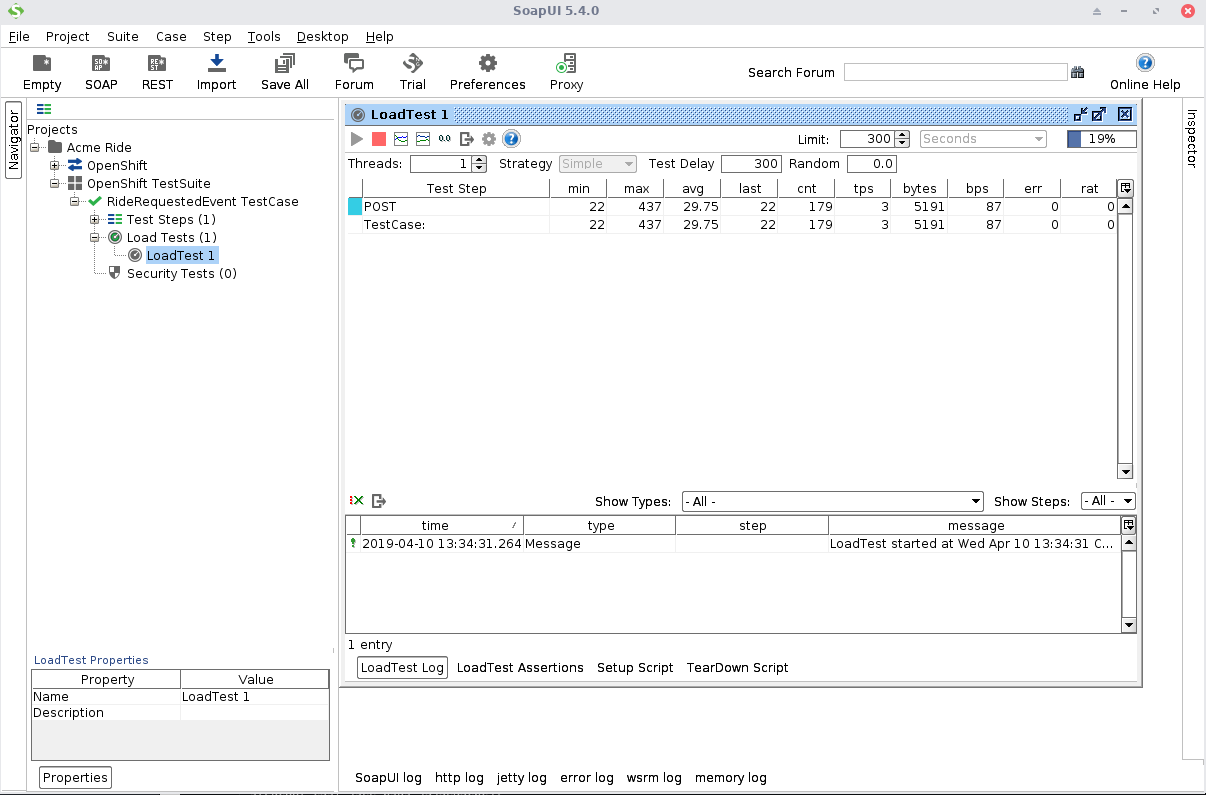 SoapUI 5.4.0
File Project Suite Case Step Tools Desktop Help
Empty SOAP REST Import Save All Forum Trial Preferences Proxy
Search Forum
Online Help
Navigator
Projects
Acme Ride
OpenShift
OpenShift TestSuite
RideRequestedEvent TestCase
Test Steps (1)
Load Tests (1)
LoadTest 1
Security Tests (0)
LoadTest Properties
Property Value
Name LoadTest 1
Description
Properties
LoadTest 1
0.0
Limit: 300 Seconds 19%
Threads: 1 Strategy Simple Test Delay 300 Random 0.0
Test Step min max avg last cnt tps bytes bps err rat
POST 22 437 29.75 22 179 3 5191 87 0 0
TestCase: 22 437 29.75 22 179 3 5191 87 0 0
Show Types: - All - Show Steps: - All -
time type step message
2019-04-10 13:34:31.264 Message LoadTest started at Wed Apr 10 13:34:31 C...
1 entry
LoadTest Log LoadTest Assertions Setup Script TearDown Script
SoapUI log http log jetty log error log wsrm log memory log
Inspector